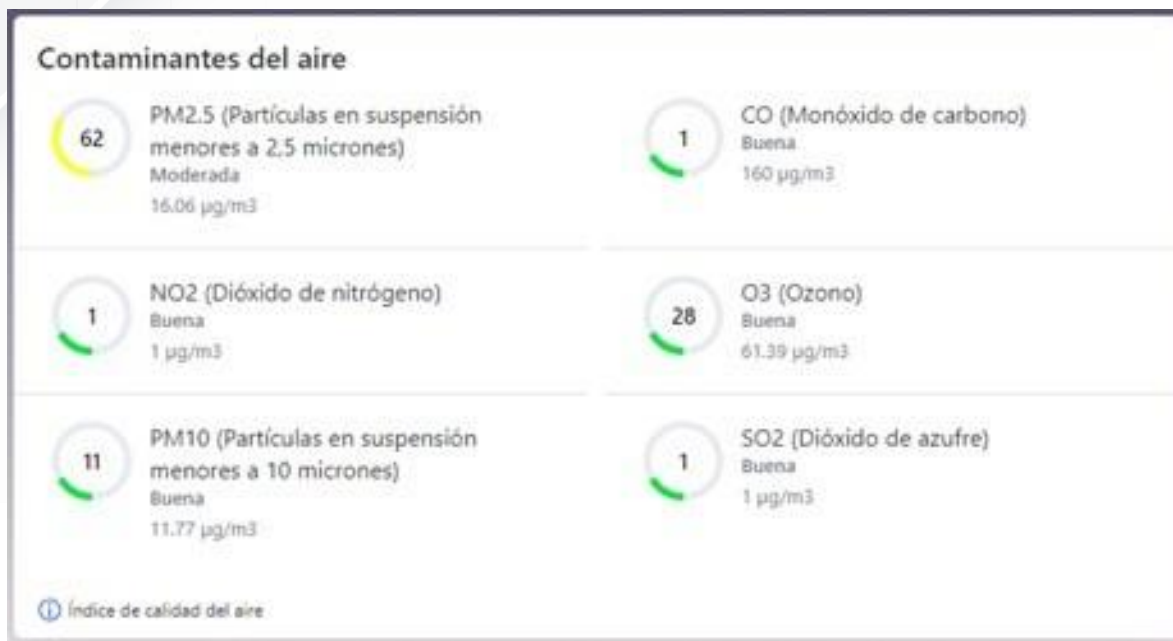 Contaminantes del aire
62
PM2.5 (Partículas en suspensión
menores a 2,5 micrones)
Moderada
16.06 µg/m3
1
CO (Monóxido de carbono)
Buena
160 µg/m3
1
NO2 (Dióxido de nitrógeno)
Buena
1 µg/m3
28
O3 (Ozono)
Buena
61.39 µg/m3
11
PM10 (Partículas en suspensión
menores a 10 micrones)
Buena
11.77 µg/m3
1
SO2 (Dióxido de azufre)
Buena
1 µg/m3
Índice de calidad del aire